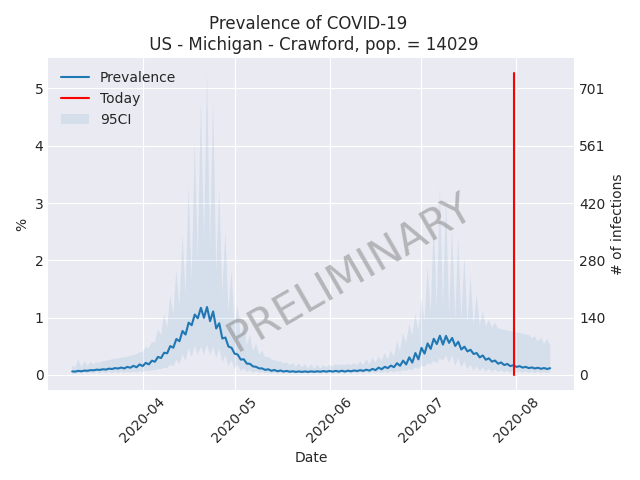 Prevalence of COVID-19
US - Michigan - Crawford, pop. = 14029
Prevalence
Today
95CI
PRELIMINARY
%
5
4
3
2
1
0
701
561
420
280
140
0
# of infections
2020-04
2020-05
2020-06
2020-07
2020-08
Date